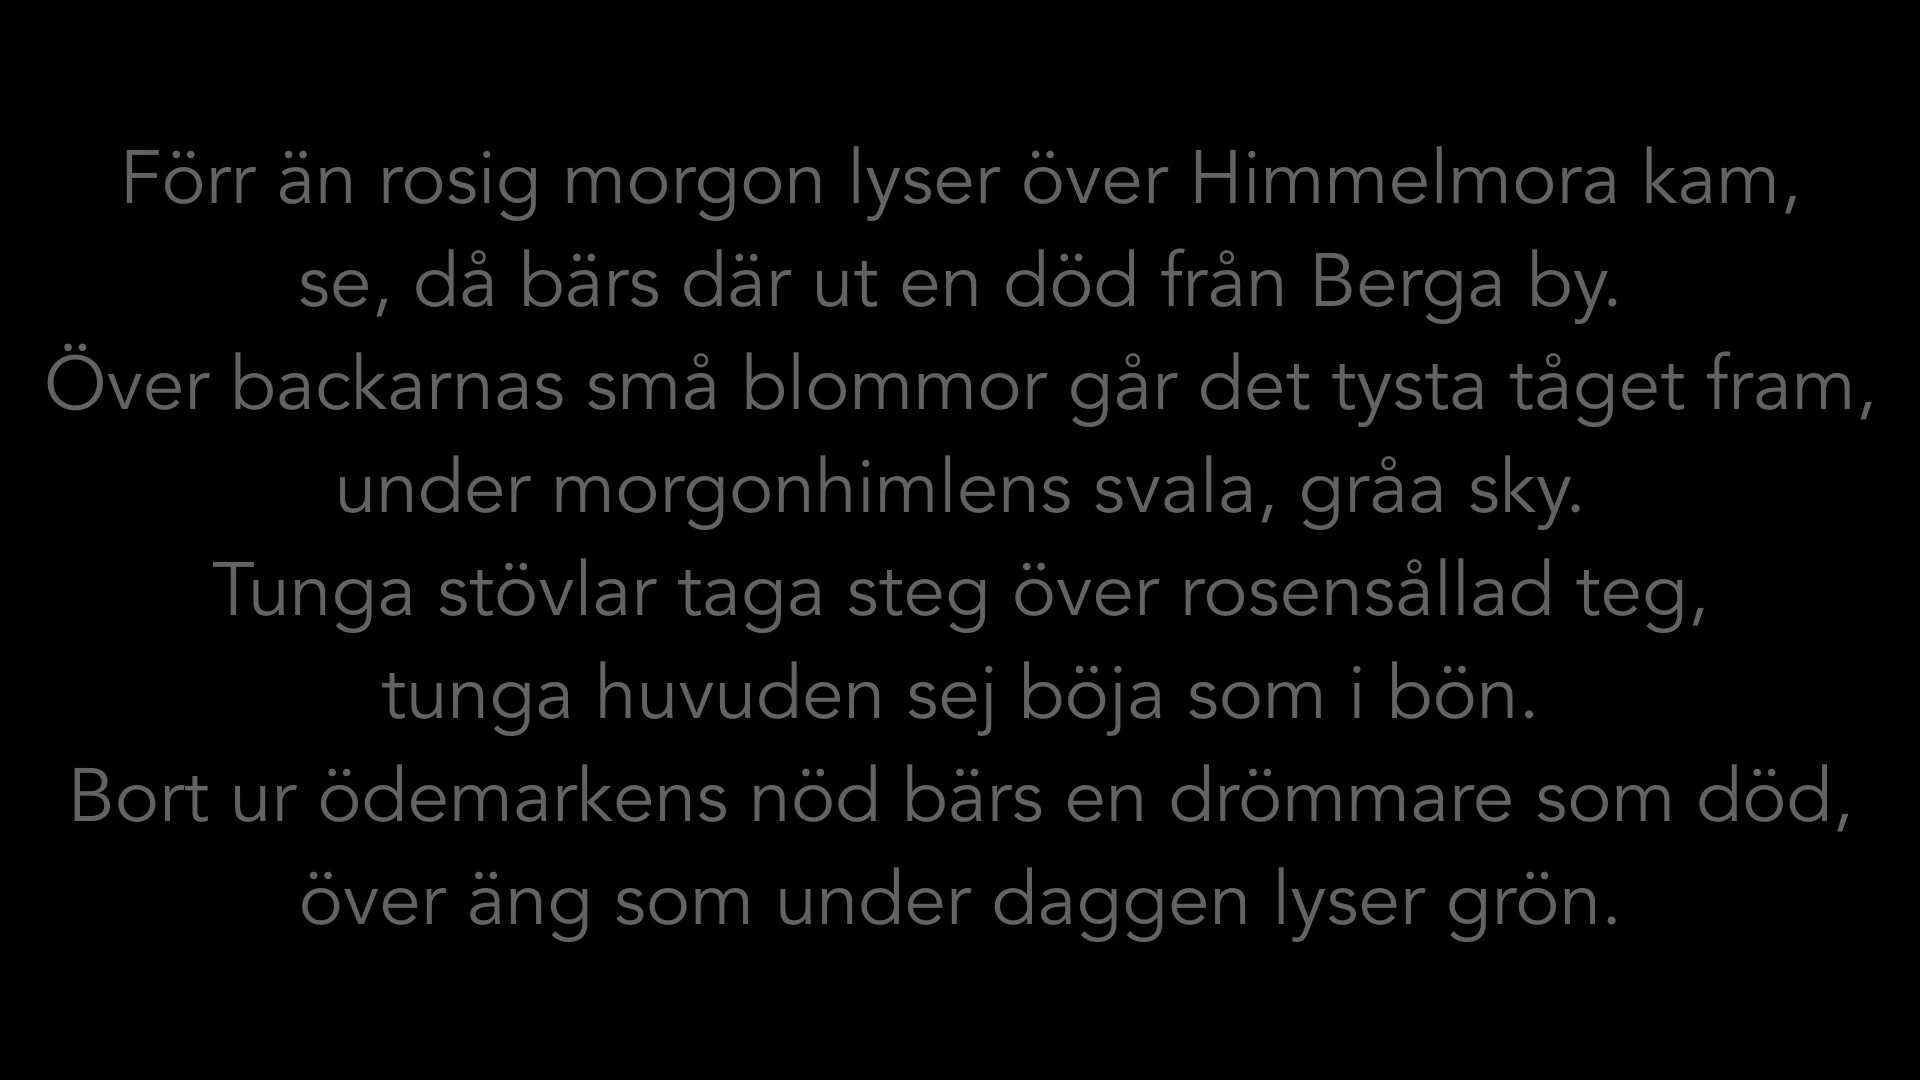 Förr än rosig morgon lyser över Himmelmora kam,
se, då bärs där ut en död från Berga by.
Över backarnas små blommor går det tysta tåget fram,
under morgonhimlens svala, gråa sky.
Tunga stövlar taga steg över rosensållad teg,
tunga huvuden sej böja som i bön.
Bort ur ödemarkens nöd bärs en drömmare som död,
över äng som under daggen lyser grön.